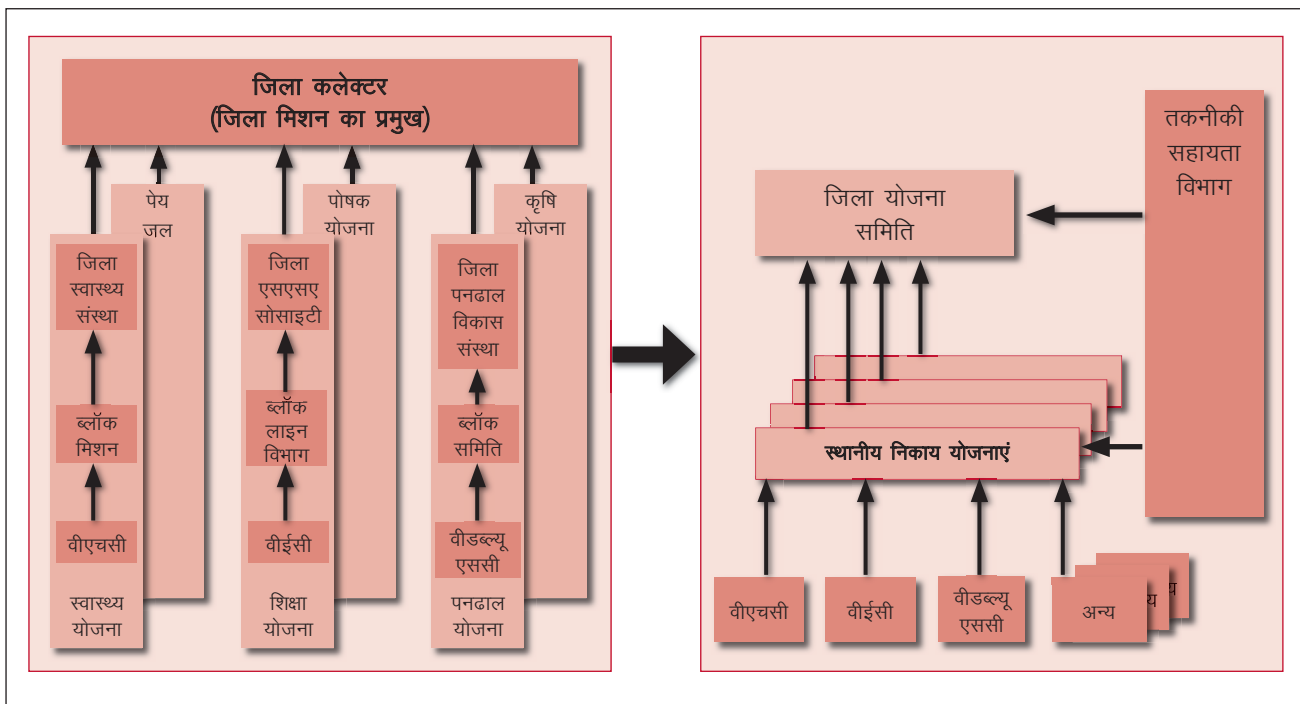 जिला कलेक्टर
(जिला मिशन का प्रमुख)
पेय
जल
जिला
स्वास्थ्य
संस्था
ब्लॉक
मिशन
वीएचसी
स्वास्थ्य
योजना
पोषक
योजना
जिला
एसएसए
सोसाइटी
ब्लॉक
लाइन
विभाग
वीईसी
शिक्षा
योजना
कृषि
योजना
जिला
पनढाल
विकास
संस्था
ब्लॉक
समिति
वीडब्ल्यू
एससी
पनढाल
योजना
तकनीकी
सहायता
विभाग
जिला योजना
समिति
स्थानीय निकाय योजनाएं
वीएचसी
वीईसी
वीडब्ल्यू
एससी
अन्य